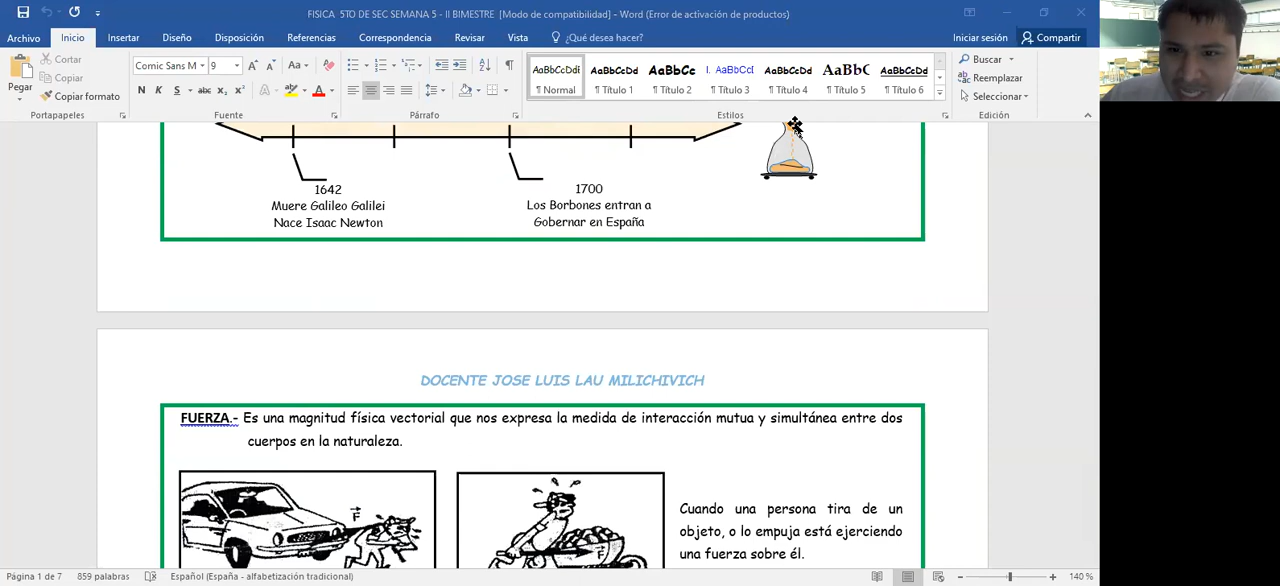 FISICA 5TO DE SEC SEMANA 5 - II BIMESTRE [Modo de compatibilidad] - Word (Error de activación de productos)
Archivo Inicio Insertar Diseño Disposición Referencias Correspondencia Revisar Vista ¿Qué desea hacer? Iniciar sesión Compartir
Pegar
Cortar
Copiar
Copiar formato
Portapapeles
Comic Sans M 9
N K S abc x₂ x²
Fuente
Párrafo
AaBbCcDdE AaBbCcDd AaBbCc I. AaBbCcI AaBbCcDd AaBbC AaBbCcDd
¶ Normal ¶ Título 1 ¶ Título 2 ¶ Título 3 ¶ Título 4 ¶ Título 5 ¶ Título 6
Estilos
Buscar
Reemplazar
Seleccionar
Edición
1642
Muere Galileo Galilei
Nace Isaac Newton
1700
Los Borbones entran a
Gobernar en España
DOCENTE JOSE LUIS LAU MILICHIVICH
FUERZA.- Es una magnitud física vectorial que nos expresa la medida de interacción mutua y simultánea entre dos
cuerpos en la naturaleza.
F
F
Cuando una persona tira de un
objeto, o lo empuja está ejerciendo
una fuerza sobre él.
Página 1 de 7 859 palabras Español (España - alfabetización tradicional) 140 %